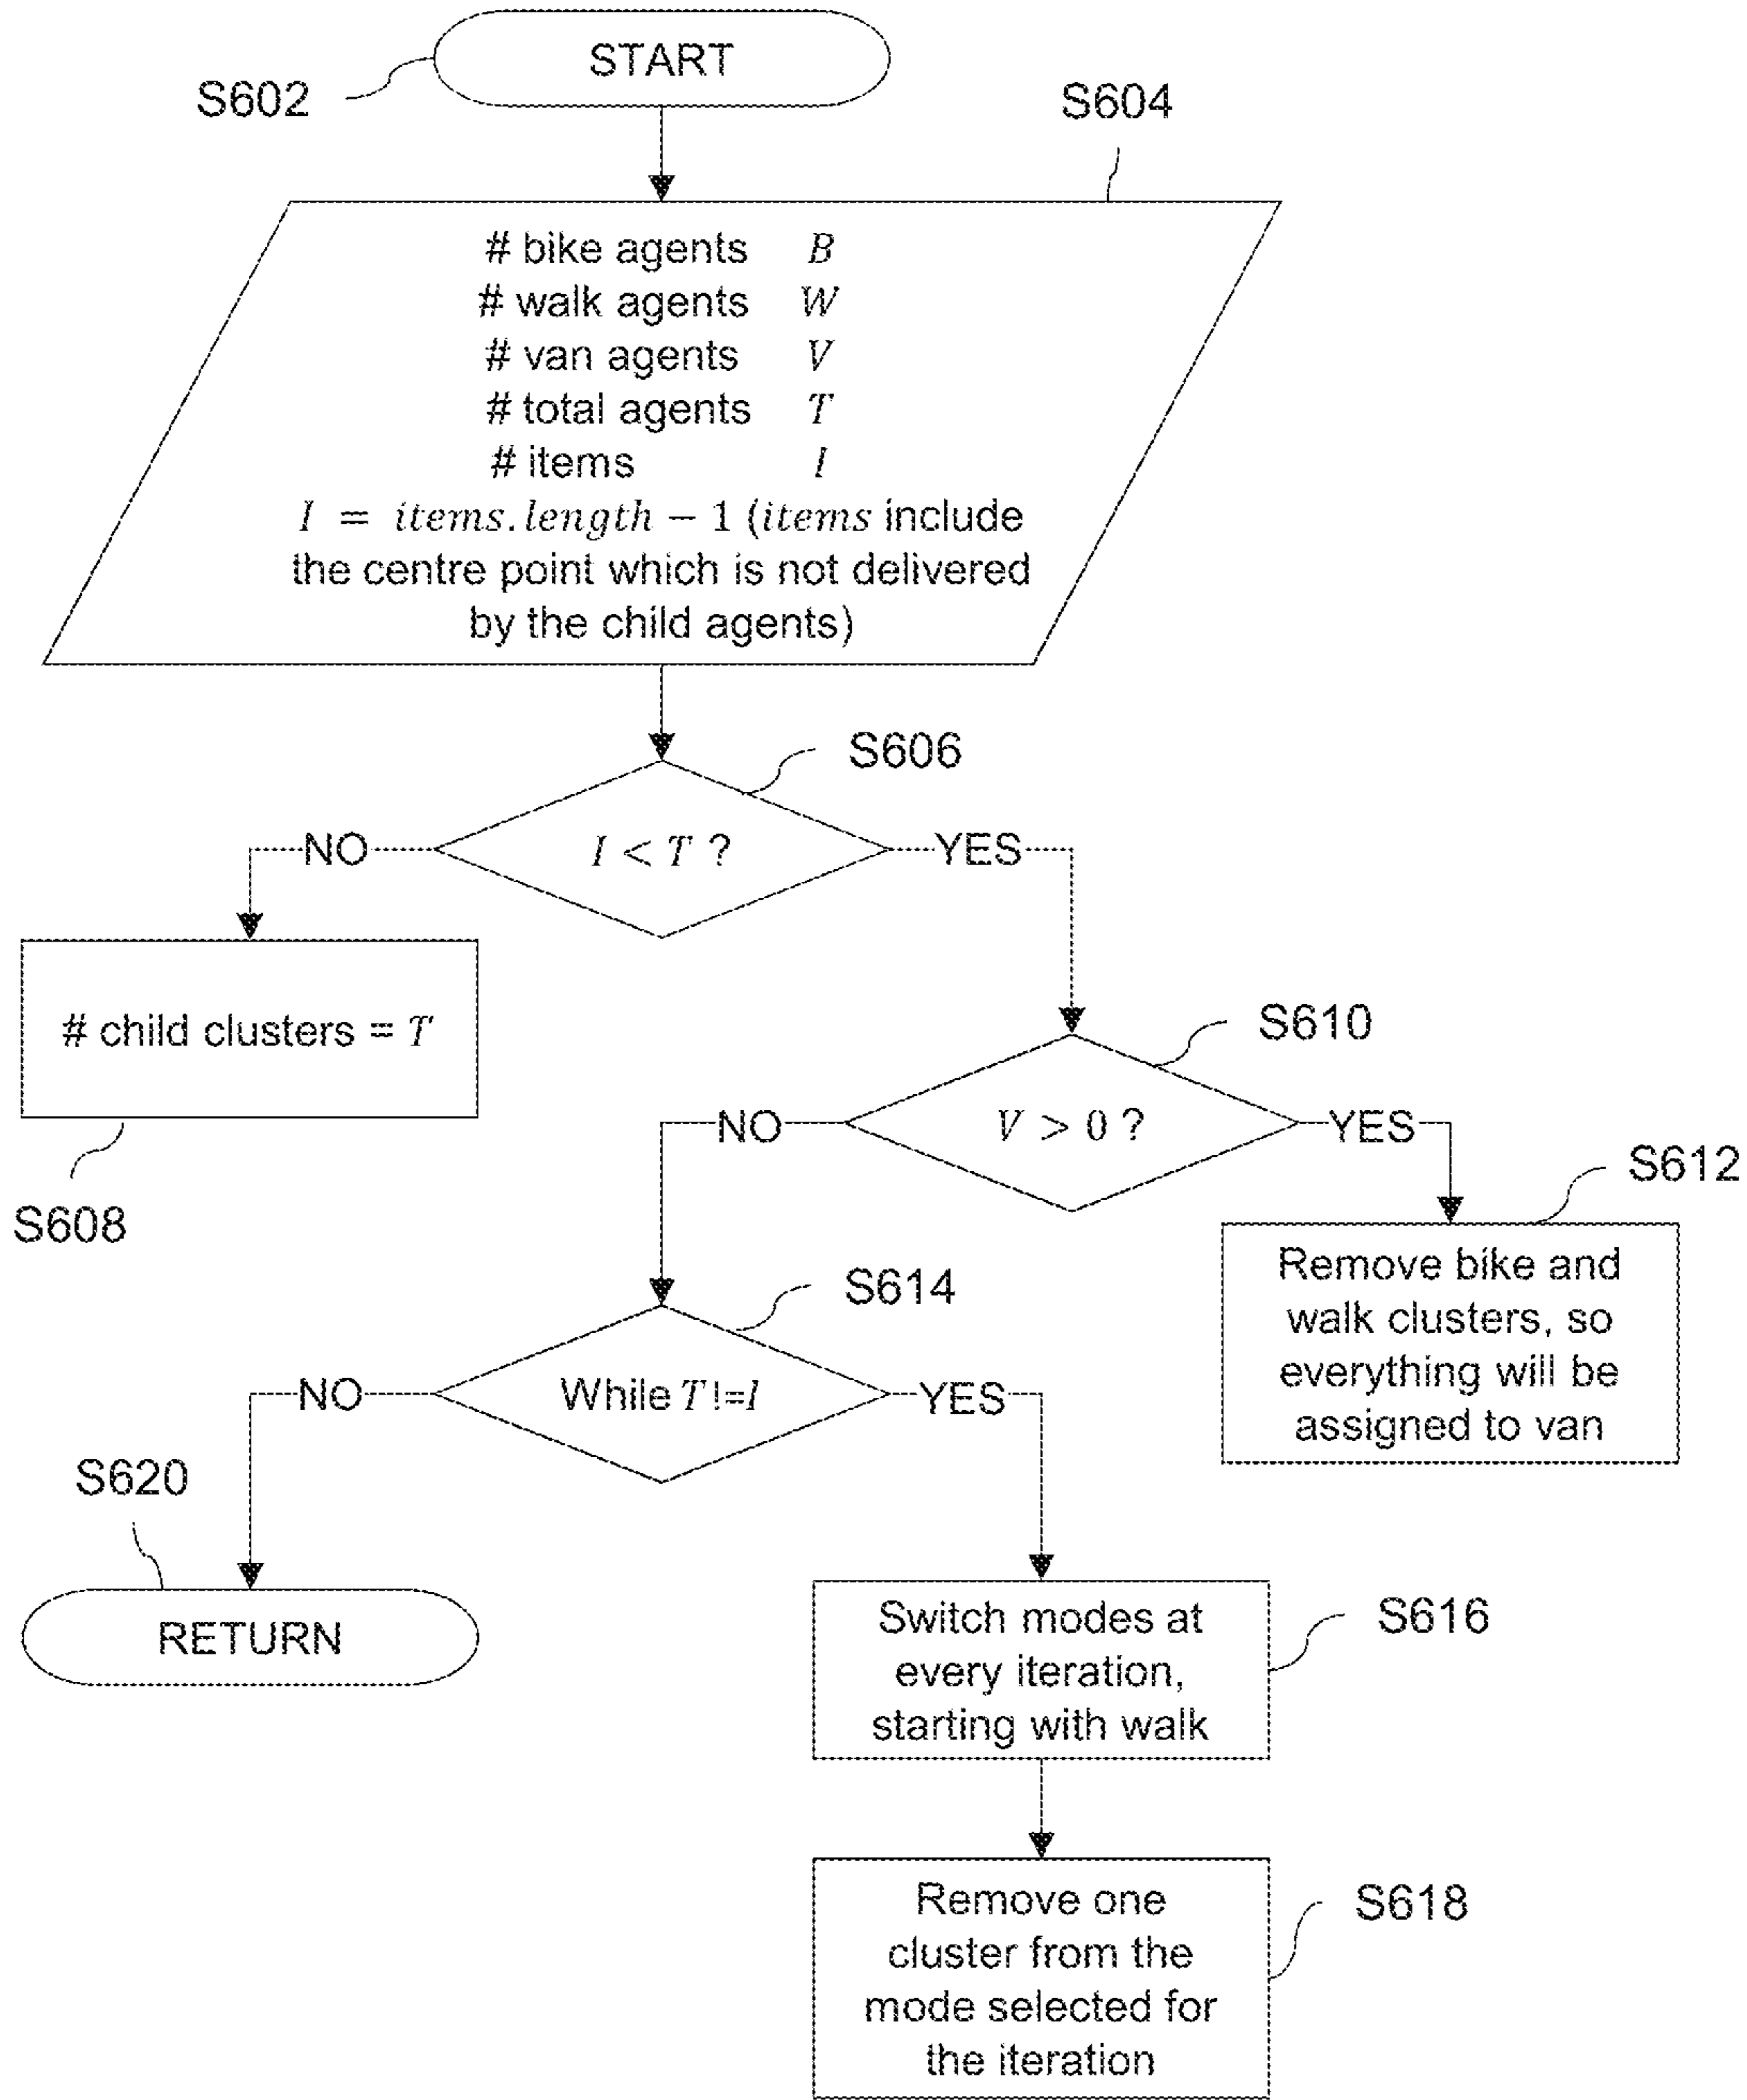 START
S602
S604
# bike agents B
# walk agents W
# van agents V
# total agents T
# items I
I = items.length − 1 (items include
the centre point which is not delivered
by the child agents)
S606
I < T ?
NO
YES
# child clusters = T
S608
S610
V > 0 ?
NO
YES
S612
Remove bike and
walk clusters, so
everything will be
assigned to van
S614
While T !=I
NO
YES
S620
RETURN
Switch modes at
every iteration,
starting with walk
S616
Remove one
cluster from the
mode selected for
the iteration
S618